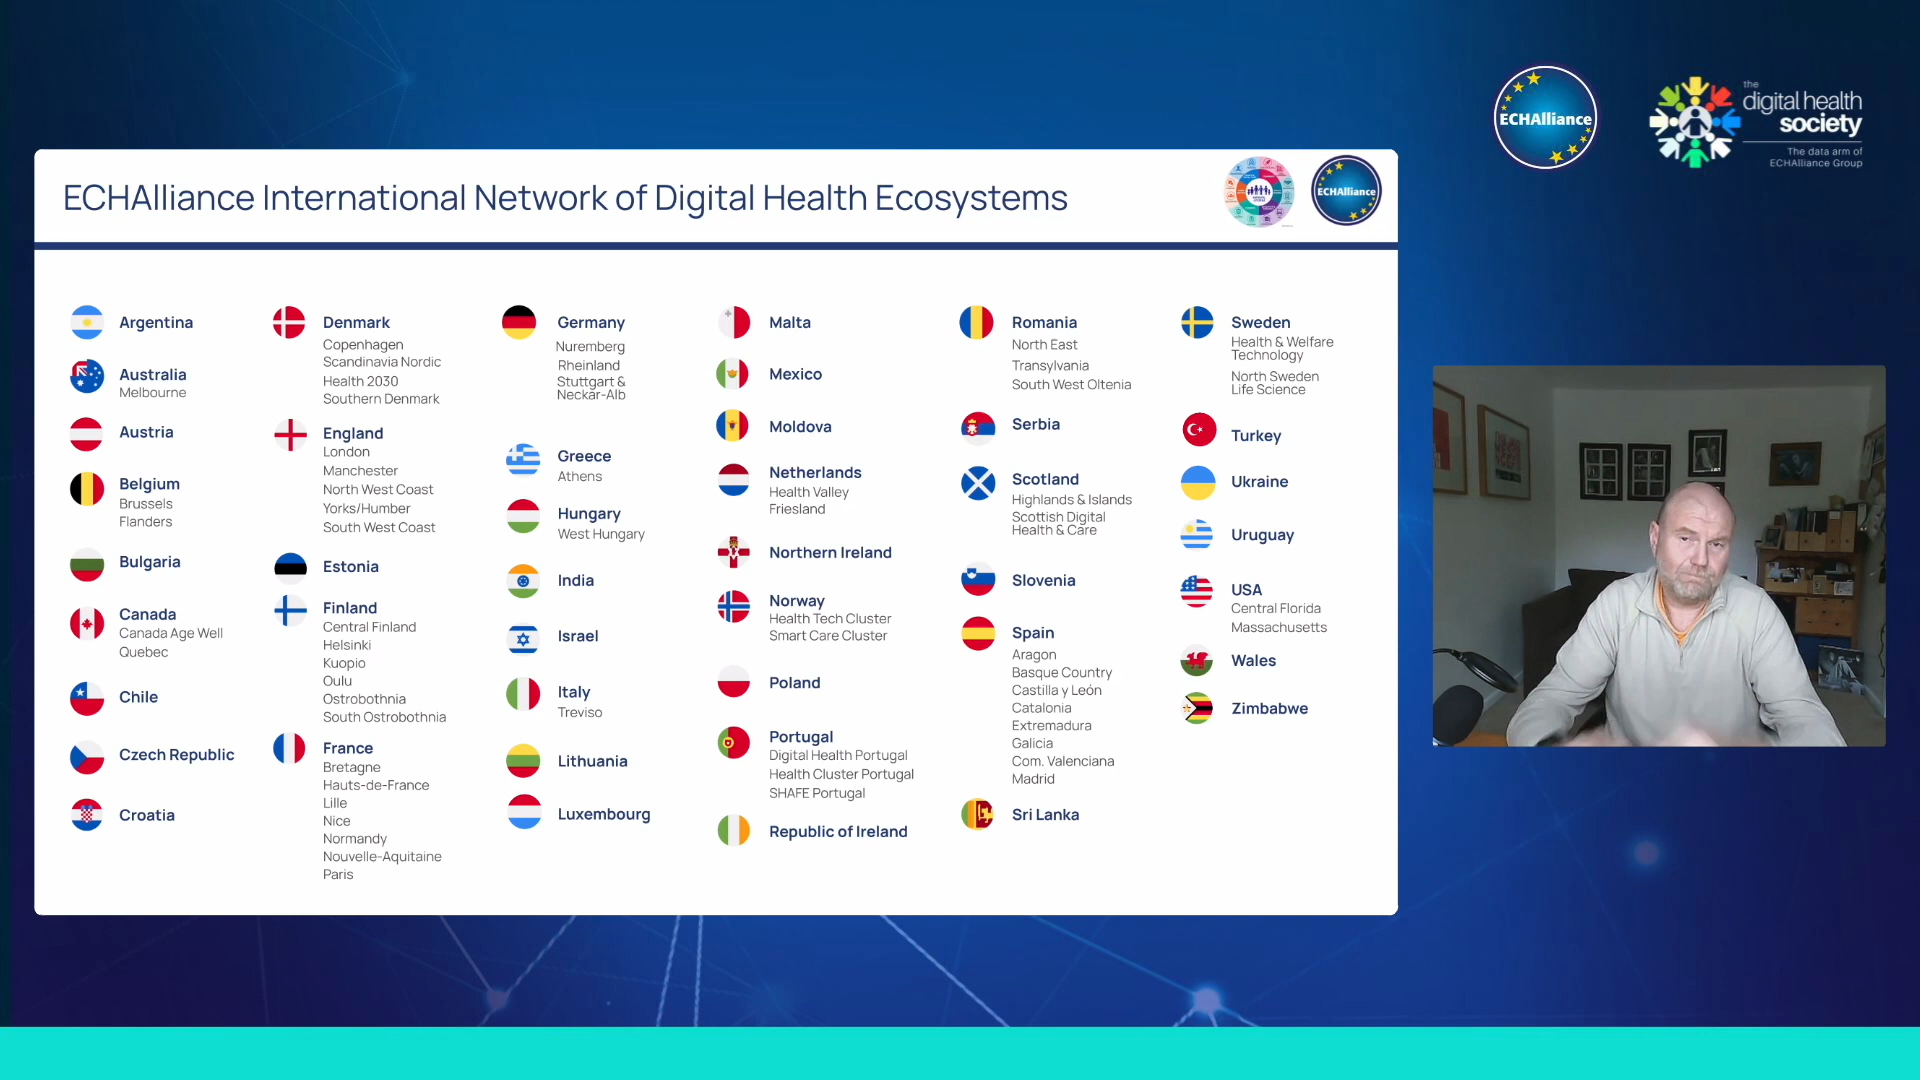 ECHAlliance
the
digital health
society
The data arm of
ECHAlliance Group
ECHAlliance International Network of Digital Health Ecosystems
ECHAlliance
Argentina
Australia
Melbourne
Austria
Belgium
Brussels
Flanders
Bulgaria
Canada
Canada Age Well
Quebec
Chile
Czech Republic
Croatia
Denmark
Copenhagen
Scandinavia Nordic
Health 2030
Southern Denmark
England
London
Manchester
North West Coast
Yorks/Humber
South West Coast
Estonia
Finland
Central Finland
Helsinki
Kuopio
Oulu
Ostrobothnia
South Ostrobothnia
France
Bretagne
Hauts-de-France
Lille
Nice
Normandy
Nouvelle-Aquitaine
Paris
Germany
Nuremberg
Rheinland
Stuttgart &
Neckar-Alb
Greece
Athens
Hungary
West Hungary
India
Israel
Italy
Treviso
Lithuania
Luxembourg
Malta
Mexico
Moldova
Netherlands
Health Valley
Friesland
Northern Ireland
Norway
Health Tech Cluster
Smart Care Cluster
Poland
Portugal
Digital Health Portugal
Health Cluster Portugal
SHAFE Portugal
Republic of Ireland
Romania
North East
Transylvania
South West Oltenia
Serbia
Scotland
Highlands & Islands
Scottish Digital
Health & Care
Slovenia
Spain
Aragon
Basque Country
Castilla y León
Catalonia
Extremadura
Galicia
Com. Valenciana
Madrid
Sri Lanka
Sweden
Health & Welfare
Technology
North Sweden
Life Science
Turkey
Ukraine
Uruguay
USA
Central Florida
Massachusetts
Wales
Zimbabwe